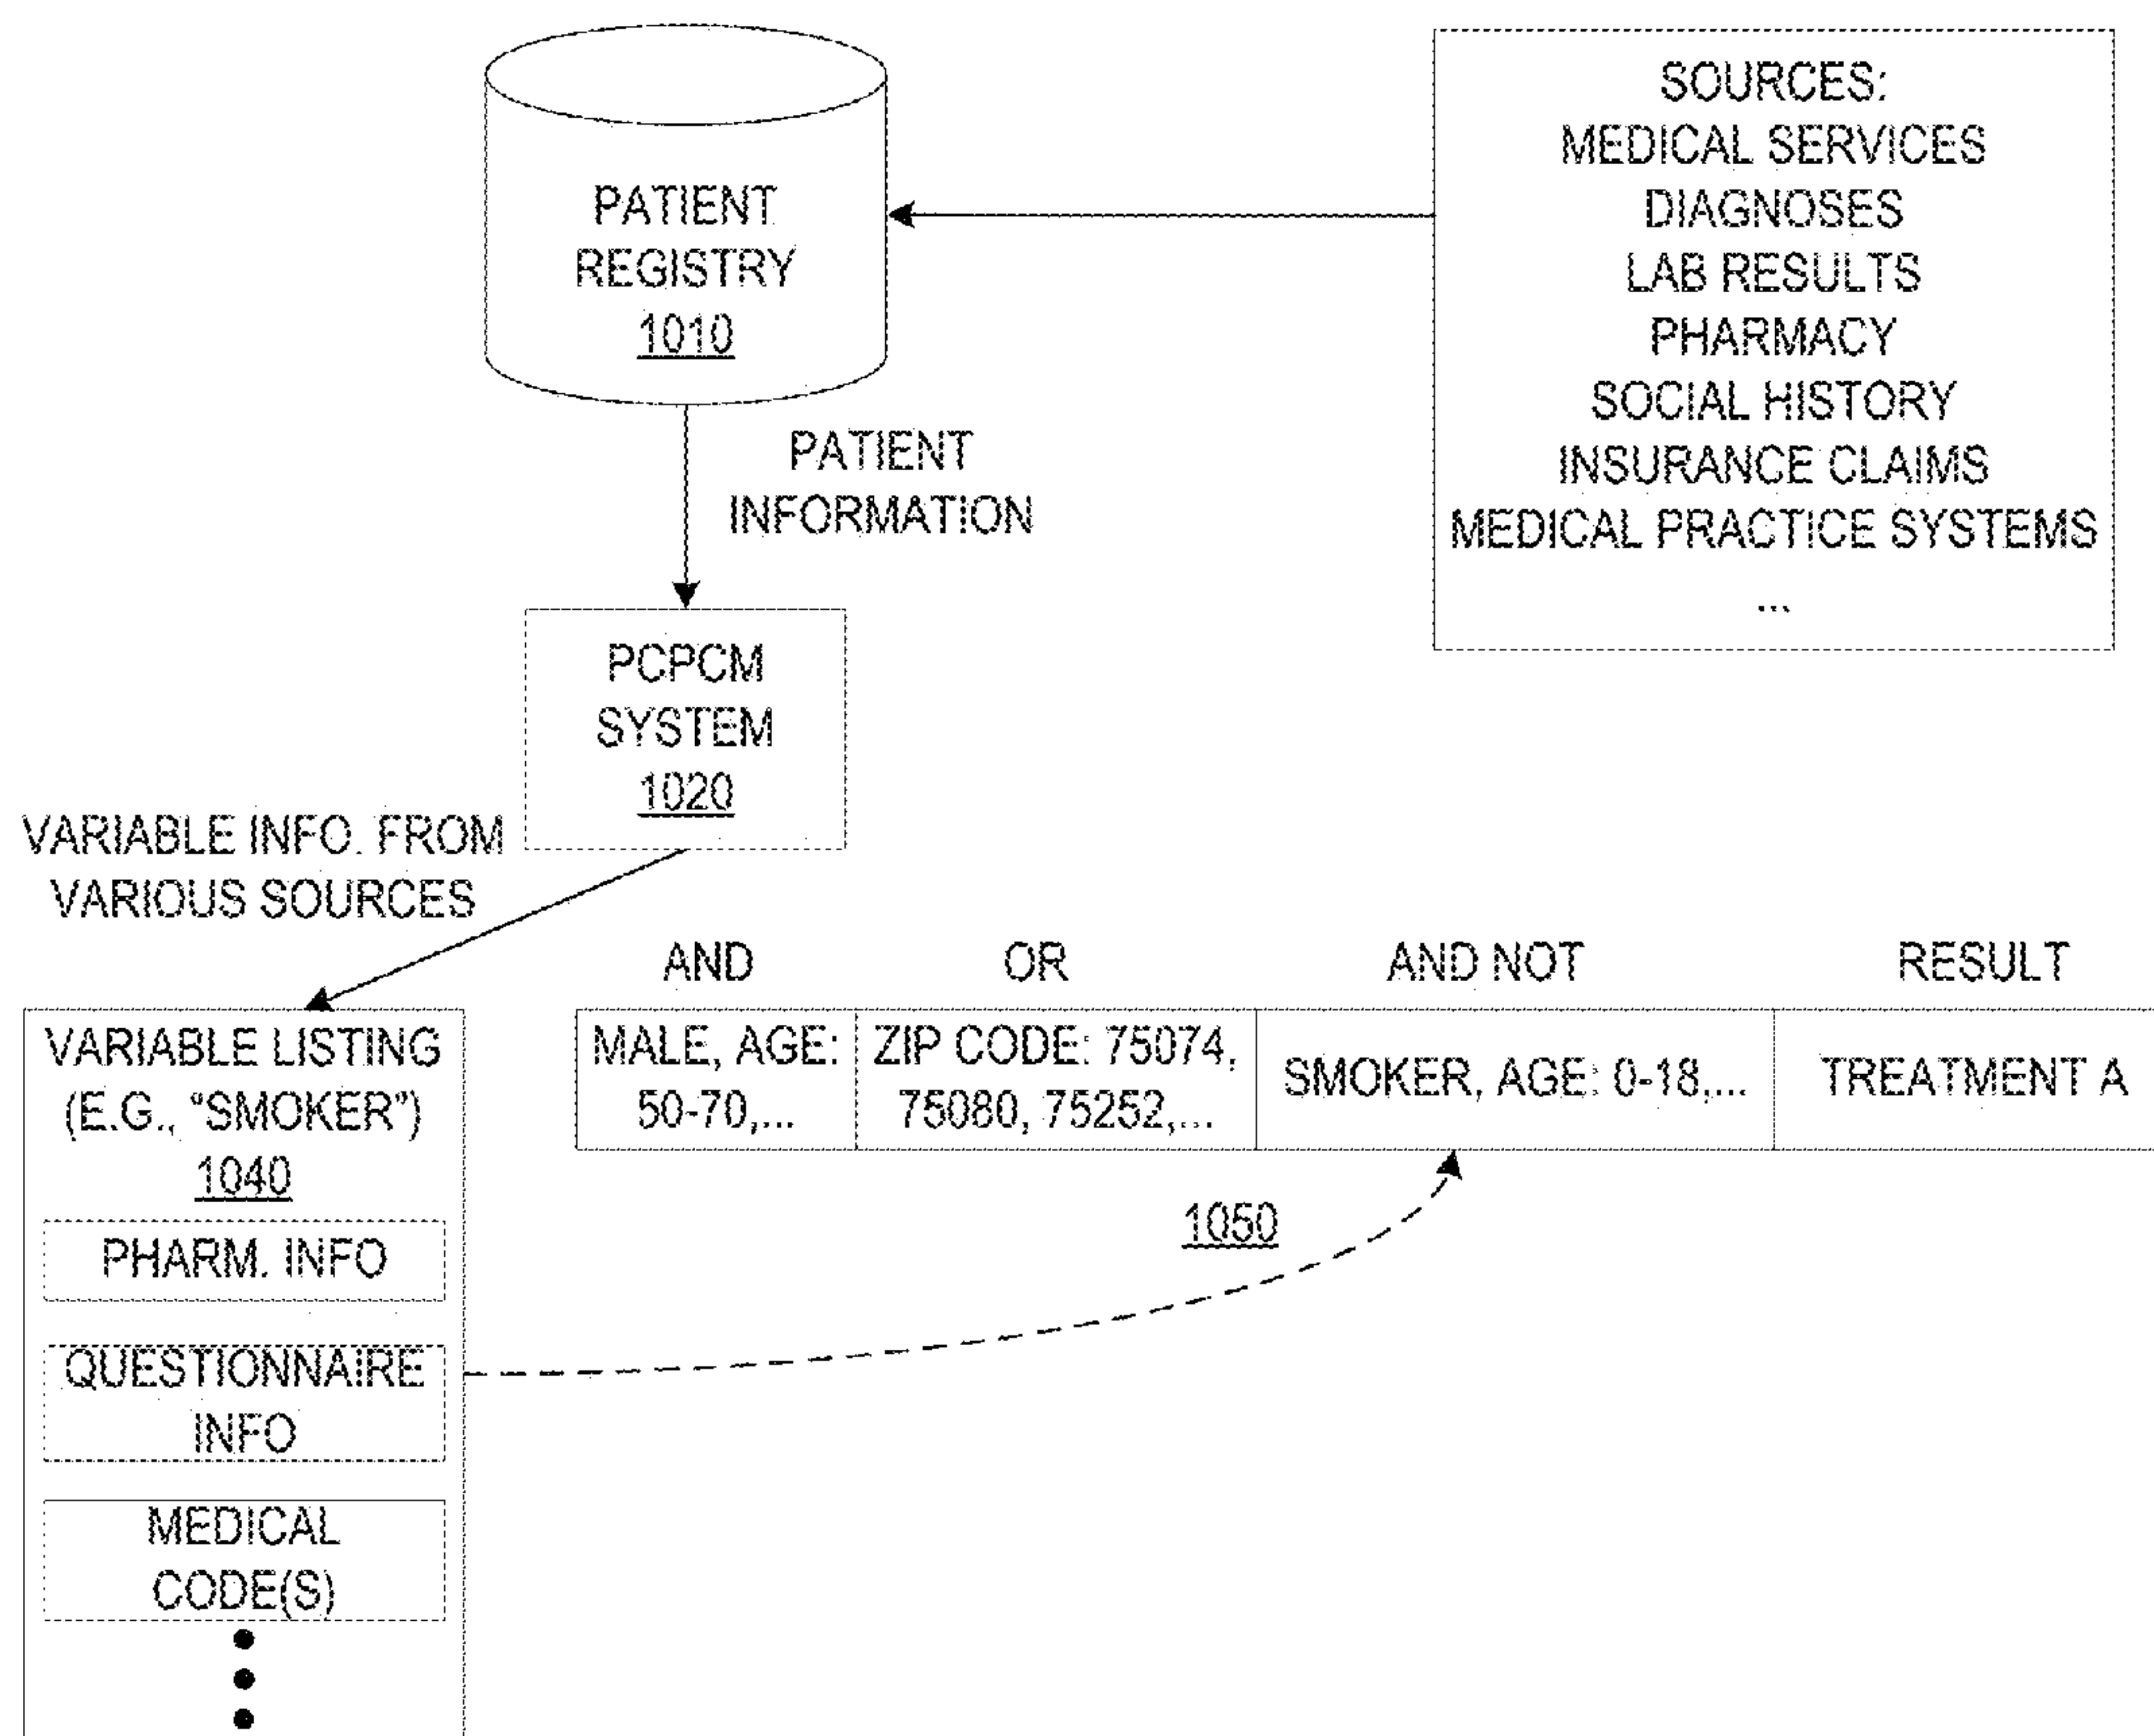 PATIENT
REGISTRY
1010
SOURCES:
MEDICAL SERVICES
DIAGNOSES
LAB RESULTS
PHARMACY
SOCIAL HISTORY
INSURANCE CLAIMS
MEDICAL PRACTICE SYSTEMS
...
PATIENT
INFORMATION
PCPCM
SYSTEM
1020
VARIABLE INFO. FROM
VARIOUS SOURCES
AND
OR
AND NOT
RESULT
MALE, AGE:
50-70,...
ZIP CODE: 75074,
75080, 75252,...
SMOKER, AGE: 0-18,...
TREATMENT A
1050
VARIABLE LISTING
(E.G., "SMOKER")
1040
PHARM. INFO
QUESTIONNAIRE
INFO
MEDICAL
CODE(S)